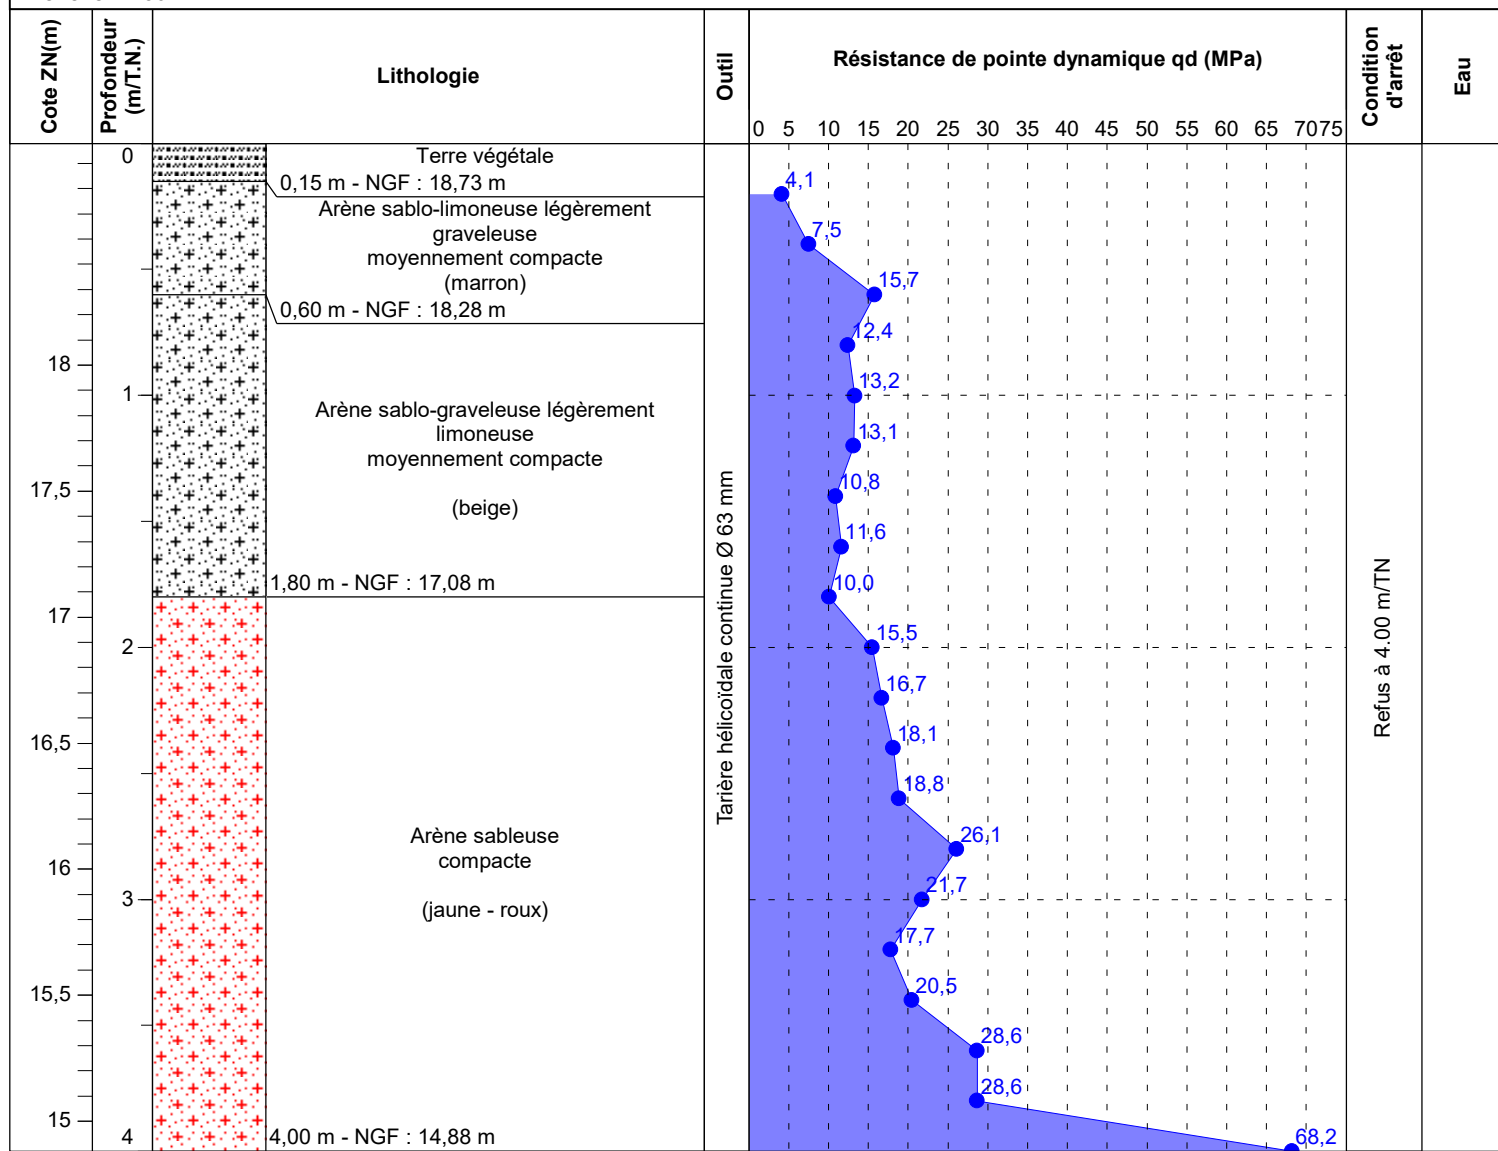 Cote ZN(m)
Profondeur
(m/T.N.)
Lithologie
Outil
Résistance de pointe dynamique qd (MPa)
Condition
d'arrêt
Eau
0 5 10 15 20 25 30 35 40 45 50 55 60 65 70 75
0
Terre végétale
0,15 m - NGF : 18,73 m
4,1
Arène sablo-limoneuse légèrement
graveleuse
moyennement compacte
(marron)
7,5
0,60 m - NGF : 18,28 m
15,7
12,4
18
1
13,2
Arène sablo-graveleuse légèrement
limoneuse
moyennement compacte
(beige)
13,1
17,5
10,8
11,6
1,80 m - NGF : 17,08 m
10,0
17
2
15,5
16,7
16,5
18,1
18,8
Arène sableuse
compacte
(jaune - roux)
26,1
16
3
21,7
17,7
15,5
20,5
28,6
28,6
15
4
4,00 m - NGF : 14,88 m
68,2
Tarière hélicoïdale continue Ø 63 mm
Refus à 4.00 m/TN